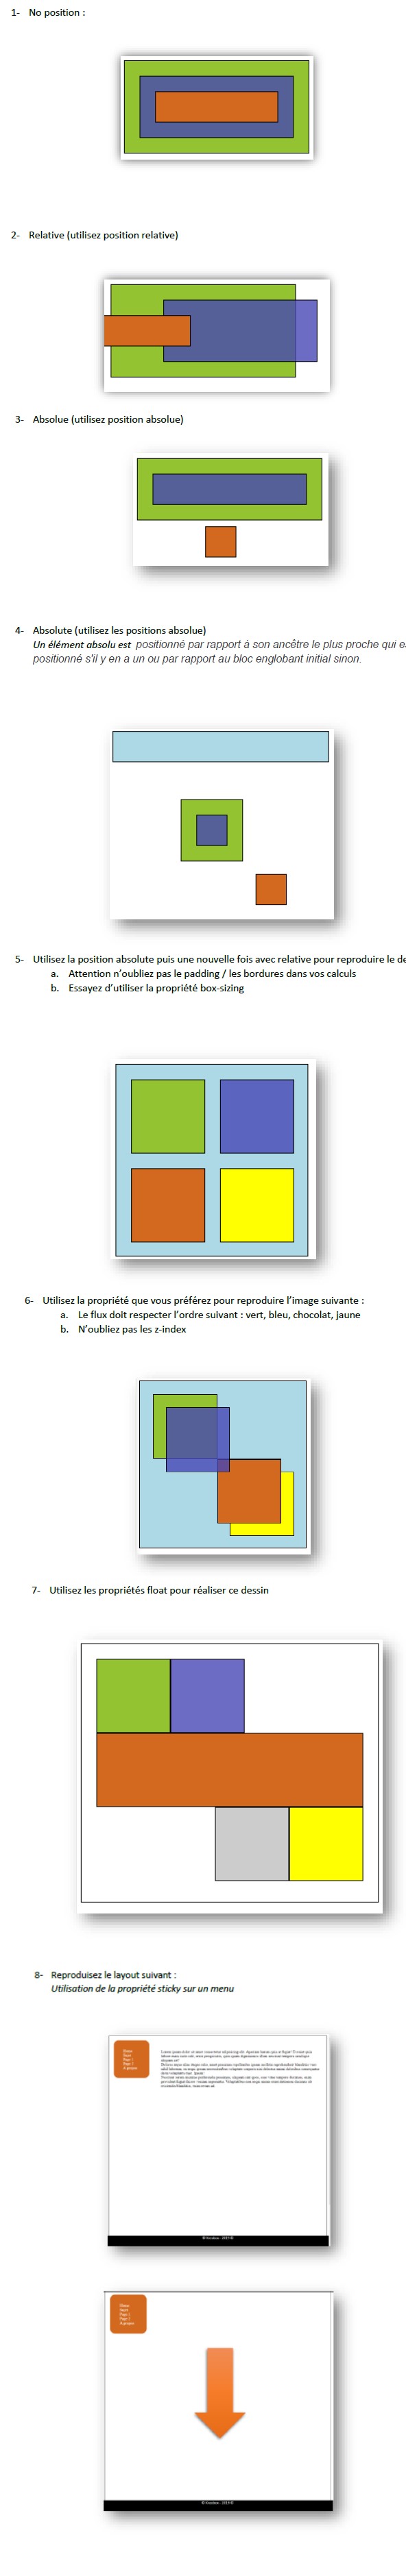 1- No position :
2- Relative (utilisez position relative)
3- Absolue (utilisez position absolue)
4- Absolute (utilisez les positions absolue)
Un élément absolu est positionné par rapport à son ancêtre le plus proche qui e
positionné s'il y en a un ou par rapport au bloc englobant initial sinon.
5- Utilisez la position absolute puis une nouvelle fois avec relative pour reproduire le de
a. Attention n'oubliez pas le padding / les bordures dans vos calculs
b. Essayez d'utiliser la propriété box-sizing
6- Utilisez la propriété que vous préférez pour reproduire l'image suivante :
a. Le flux doit respecter l'ordre suivant : vert, bleu, chocolat, jaune
b. N'oubliez pas les z-index
7- Utilisez les propriétés float pour réaliser ce dessin
8- Reproduisez le layout suivant :
Utilisation de la propriété sticky sur un menu